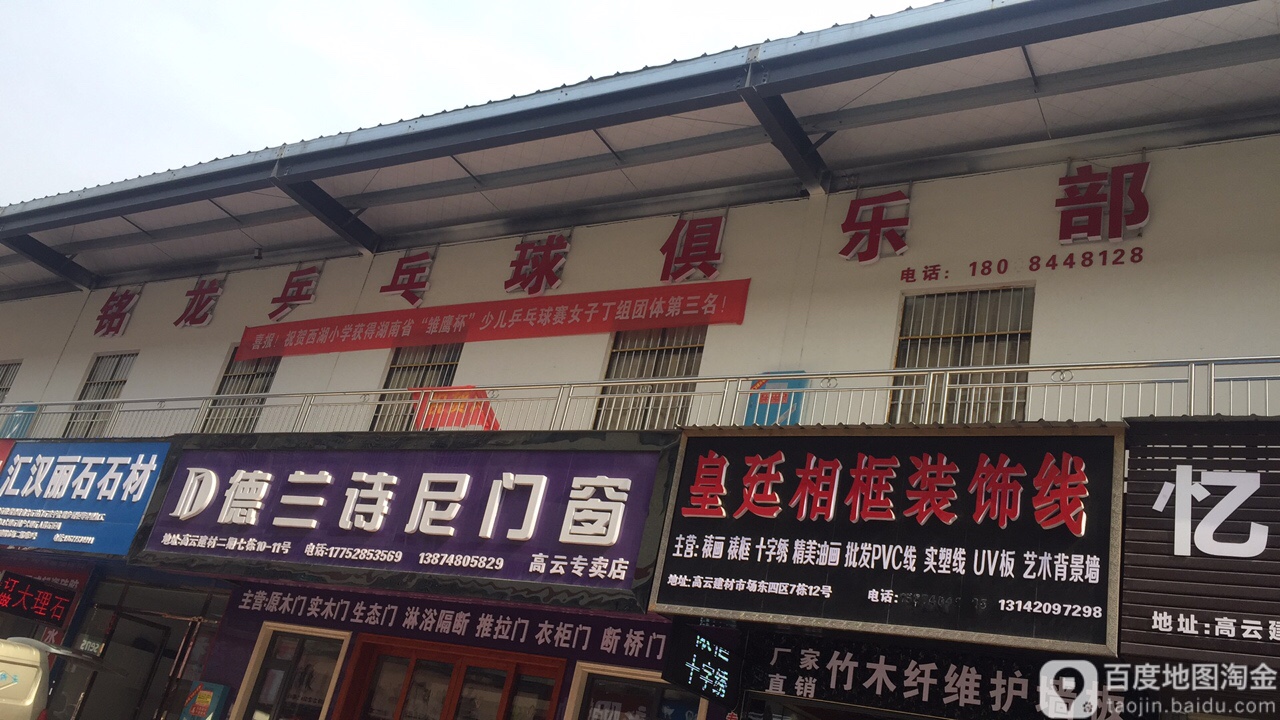 铭龙乒乓球俱乐部
电话：180 8448128
喜报！祝贺西湖小学获得湖南省“雏鹰杯”少儿乒乓球赛女子丁组团体第三名！
汇汉丽石石材
德兰诗尼门窗
地址:高云建材二期七栋10-11号 电话:17752853569 13874805829 高云专卖店
主营:原木门 实木门 生态门 淋浴隔断 推拉门 衣柜门 断桥门
皇廷相框装饰线
主营: 裱画 裱框 十字绣 精美油画 批发PVC线 实塑线 UV板 艺术背景墙
地址: 高云建材市场东四区7栋12号 电话: 13142097298
忆
地址: 高云建
订做大理石
十字绣
厂家直销 竹木纤维护墙
百度地图淘金
taojin.baidu.com